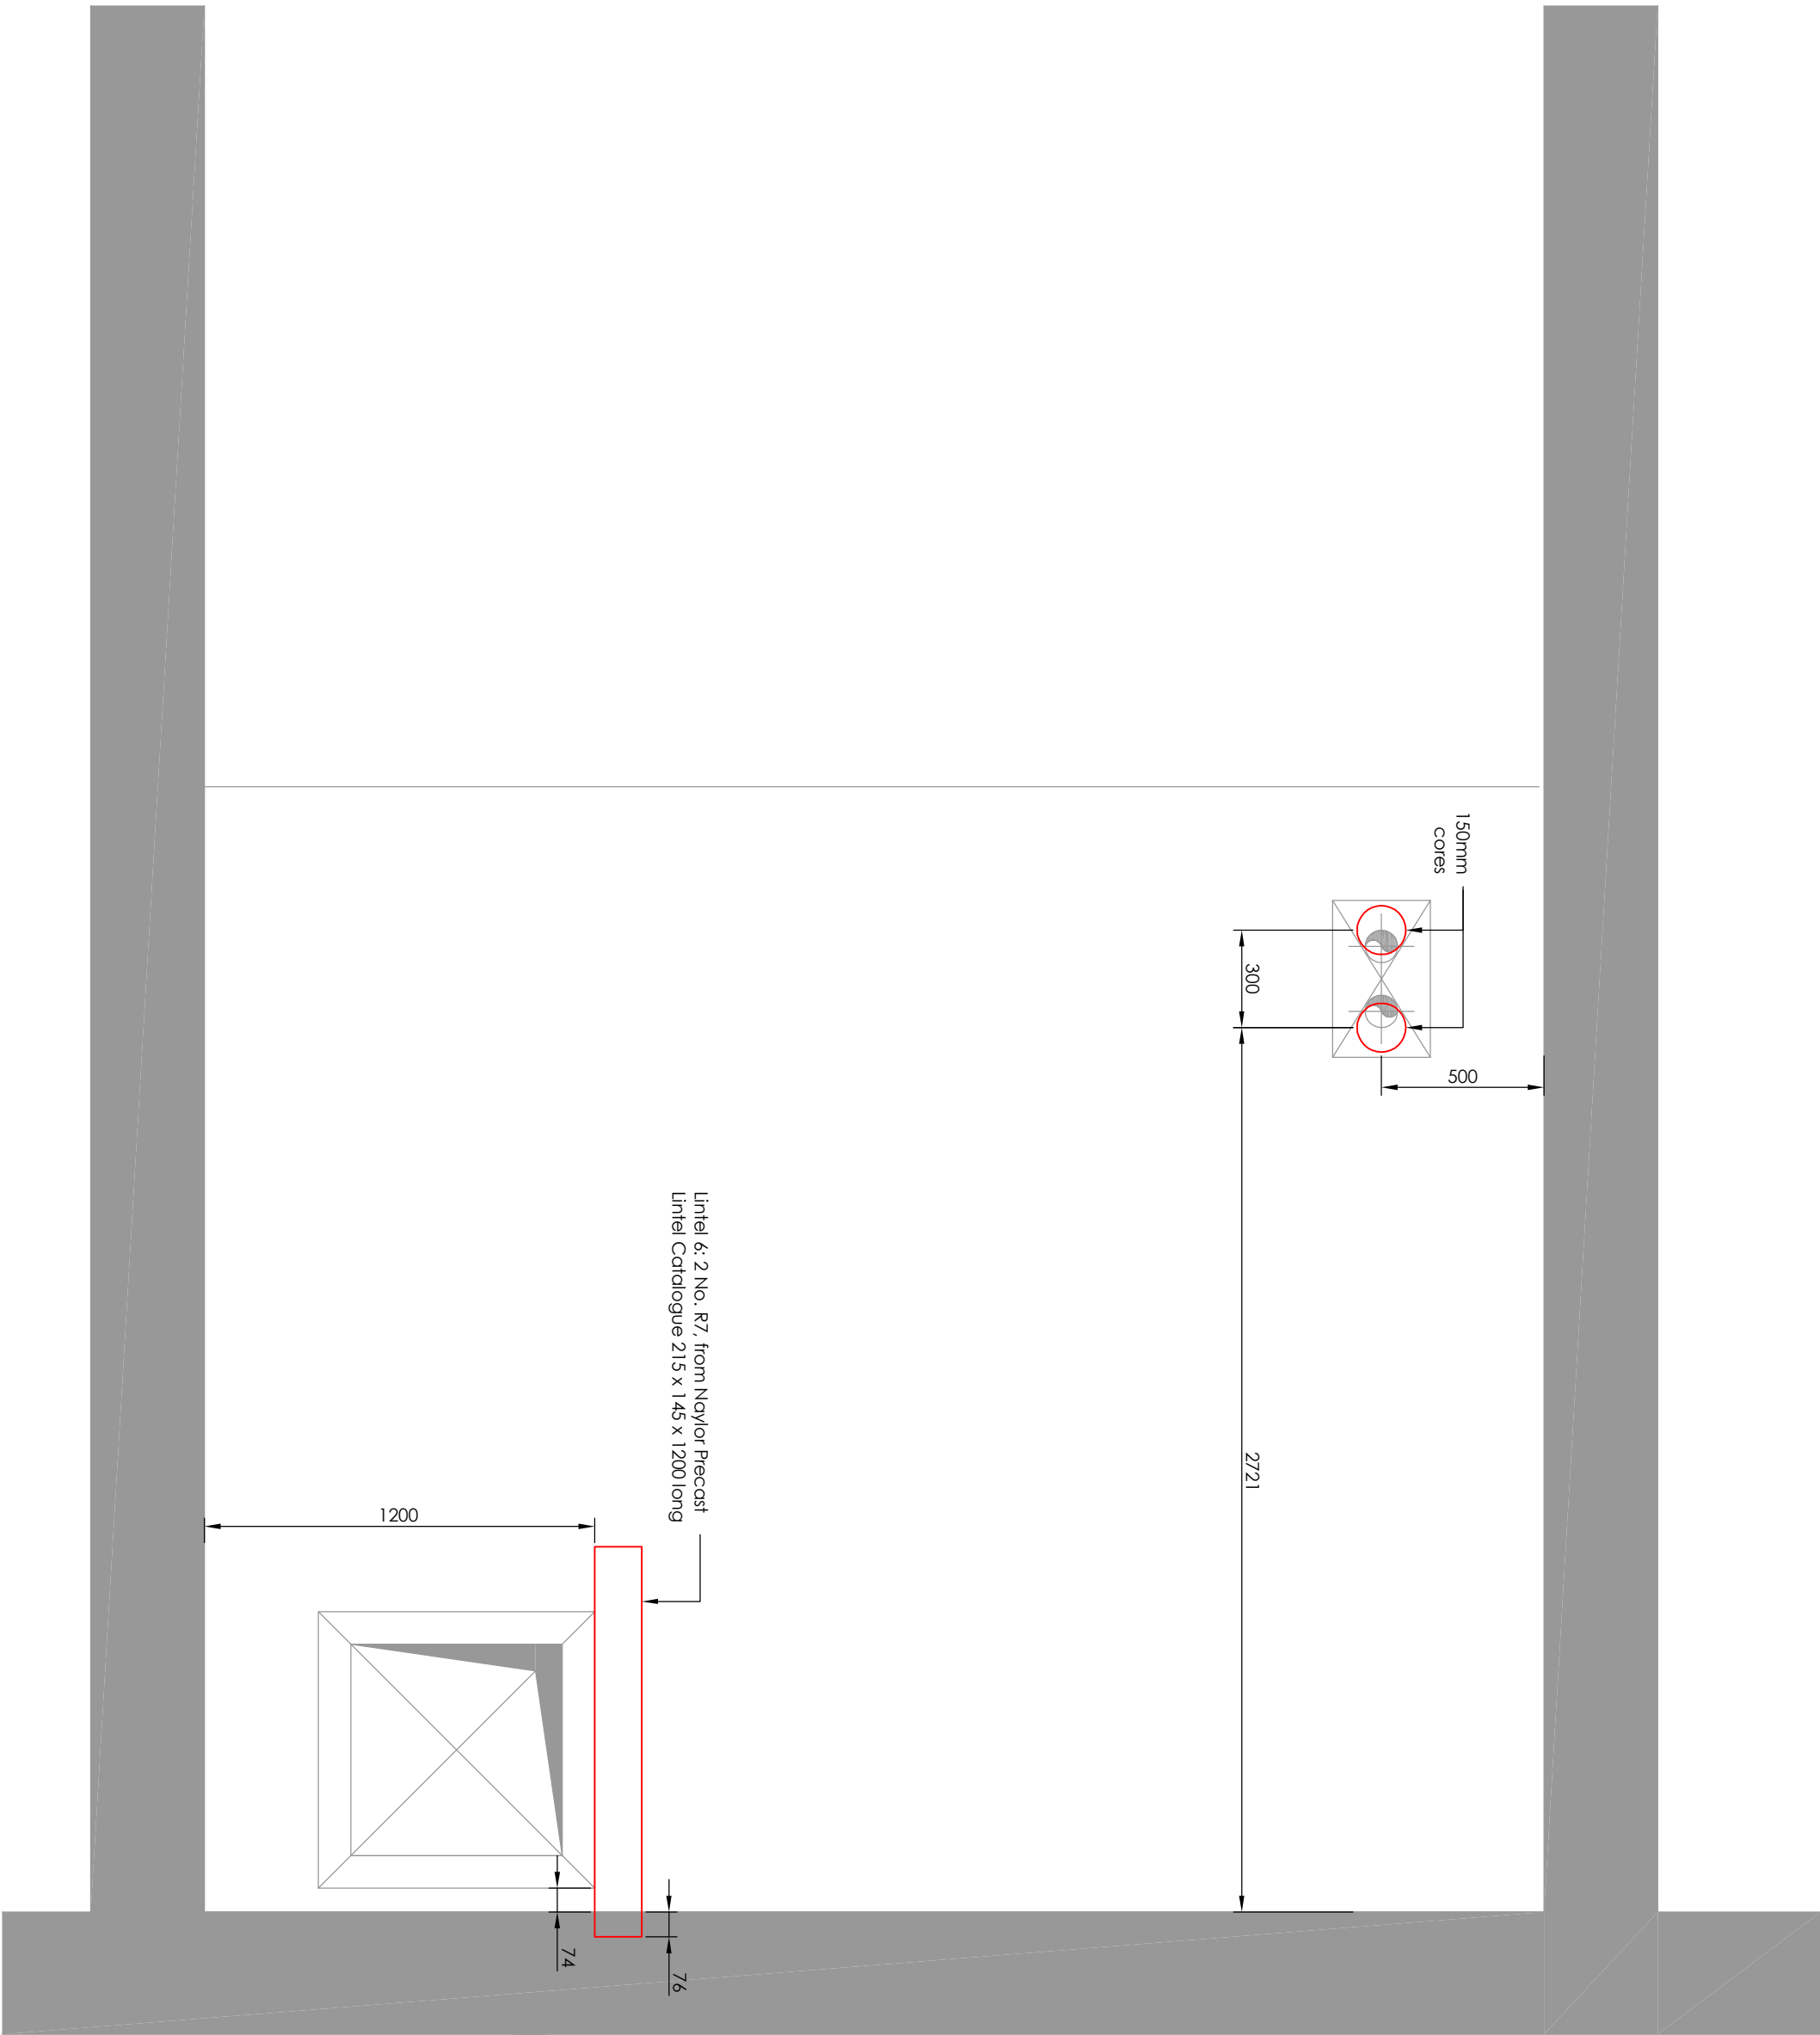 150mm
cores
300
500
Lintel 6: 2 No. R7, from Naylor Precast
Lintel Catalogue 215 x 145 x 1200 long
2721
1200
74
76